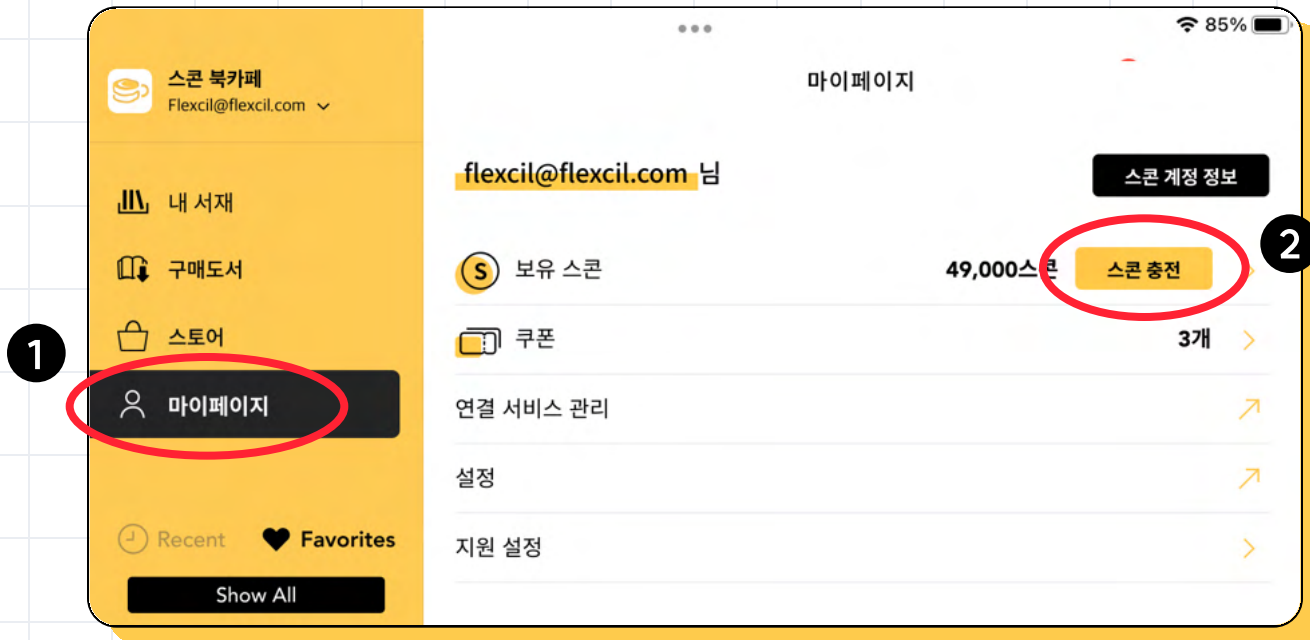 85%
스콘 북카페
Flexcil@flexcil.com
마이페이지
flexcil@flexcil.com 님
스콘 계정 정보
내 서재
구매도서
스토어
마이페이지
Recent
Favorites
Show All
S 보유 스콘
49,000스콘
스콘 충전
쿠폰
3개
연결 서비스 관리
설정
지원 설정
1
2